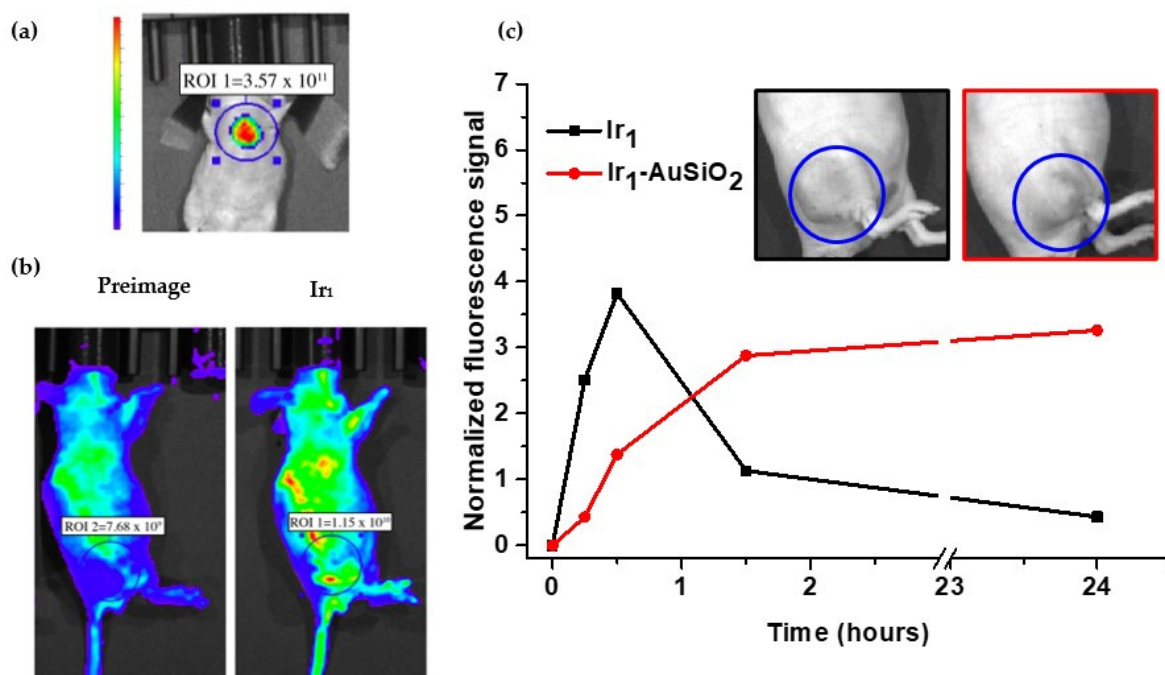 (a)
ROI 1=3.57 x 10¹¹
(b)
Preimage
Ir₁
ROI 2=7.68 x 10⁹
ROI 1=1.15 x 10¹⁰
(c)
Normalized fluorescence signal
7
6
5
4
3
2
1
0
Ir₁
Ir₁-AuSiO₂
0 1 2 23 24
Time (hours)